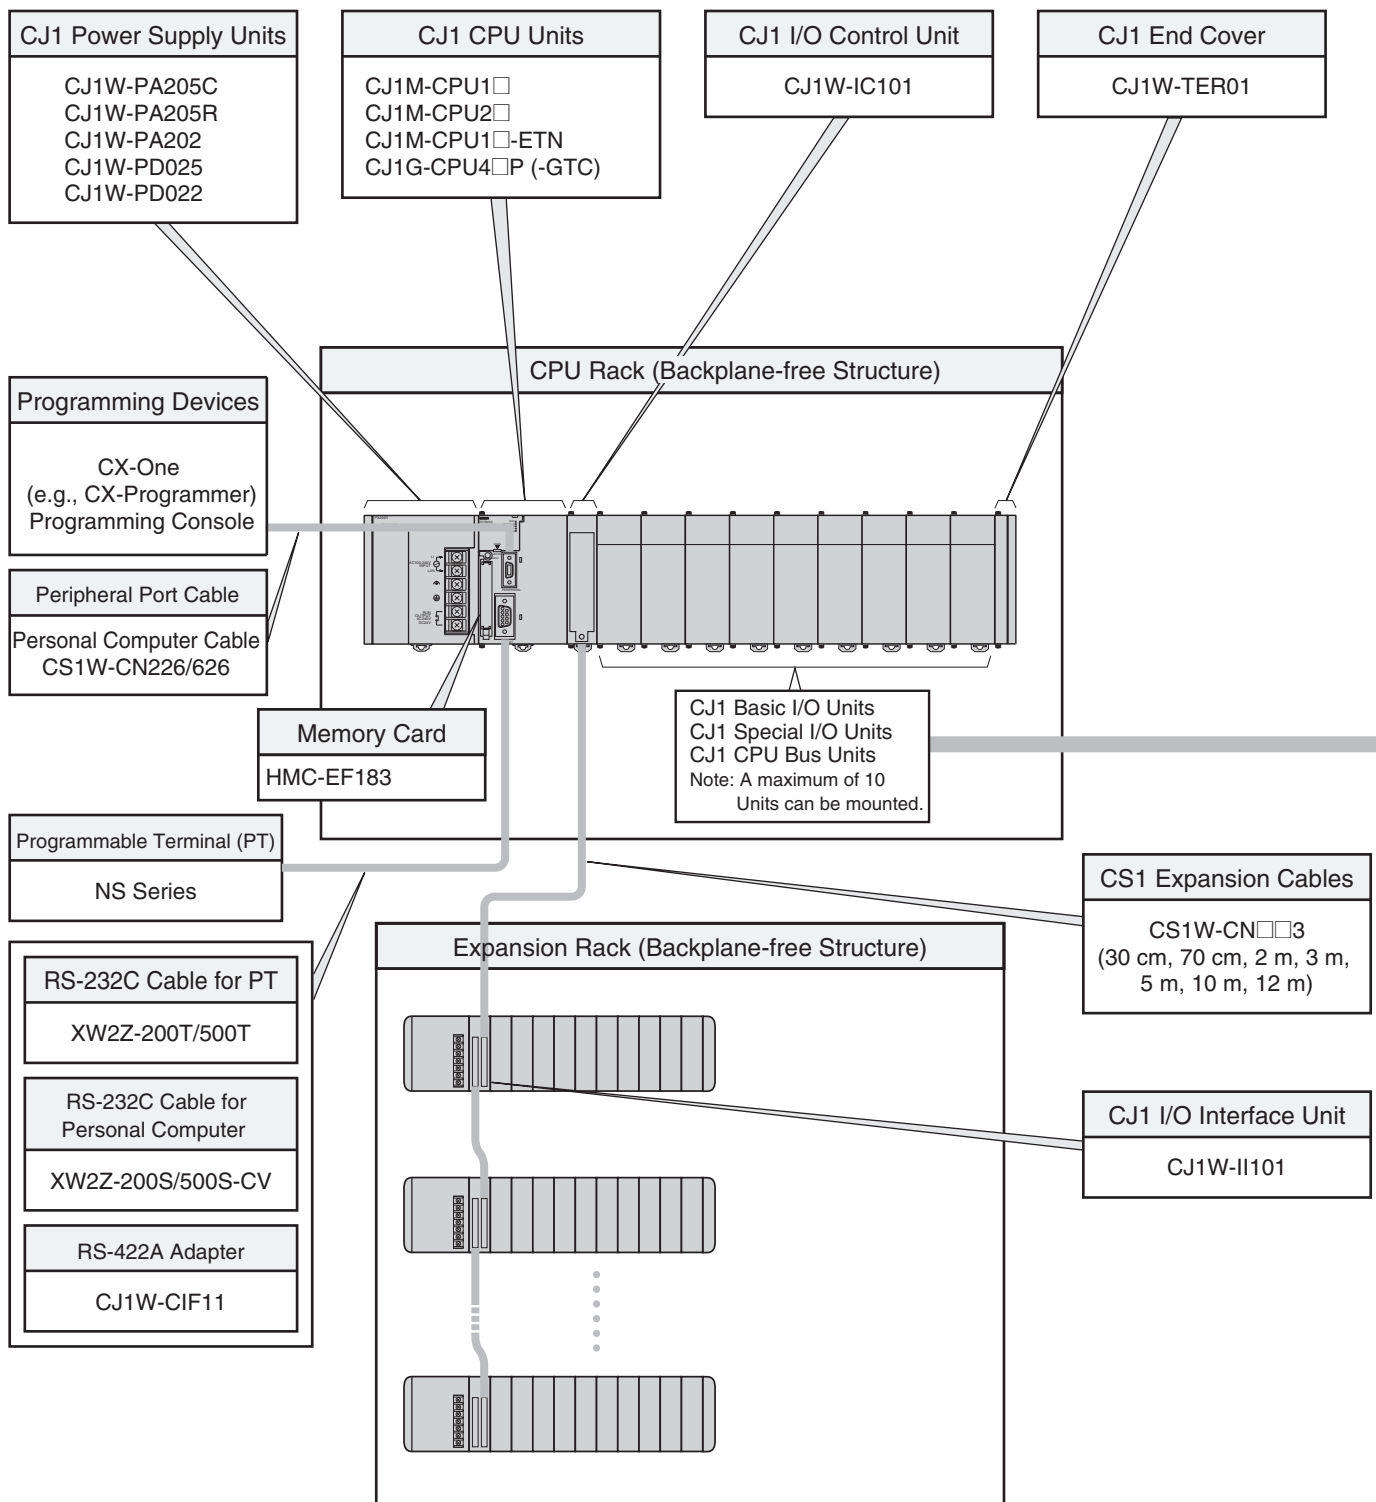 CJ1 Power Supply Units
CJ1W-PA205C
CJ1W-PA205R
CJ1W-PA202
CJ1W-PD025
CJ1W-PD022
CJ1 CPU Units
CJ1M-CPU1□
CJ1M-CPU2□
CJ1M-CPU1□-ETN
CJ1G-CPU4□P (-GTC)
CJ1 I/O Control Unit
CJ1W-IC101
CJ1 End Cover
CJ1W-TER01
CPU Rack (Backplane-free Structure)
Programming Devices
CX-One
(e.g., CX-Programmer)
Programming Console
Peripheral Port Cable
Personal Computer Cable
CS1W-CN226/626
Memory Card
HMC-EF183
CJ1 Basic I/O Units
CJ1 Special I/O Units
CJ1 CPU Bus Units
Note: A maximum of 10
Units can be mounted.
Programmable Terminal (PT)
NS Series
CS1 Expansion Cables
CS1W-CN□□3
(30 cm, 70 cm, 2 m, 3 m,
5 m, 10 m, 12 m)
Expansion Rack (Backplane-free Structure)
RS-232C Cable for PT
XW2Z-200T/500T
RS-232C Cable for
Personal Computer
XW2Z-200S/500S-CV
RS-422A Adapter
CJ1W-CIF11
CJ1 I/O Interface Unit
CJ1W-II101